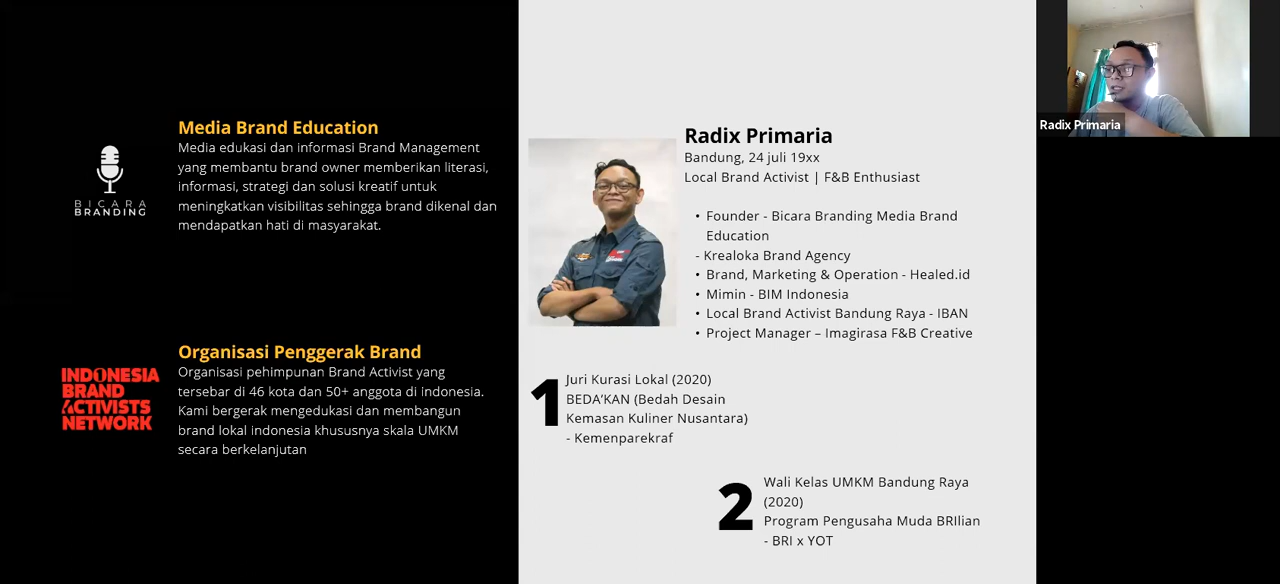 Media Brand Education
Media edukasi dan informasi Brand Management
yang membantu brand owner memberikan literasi,
informasi, strategi dan solusi kreatif untuk
meningkatkan visibilitas sehingga brand dikenal dan
mendapatkan hati di masyarakat.
BICARA
BRANDING
Organisasi Penggerak Brand
Organisasi pehimpunan Brand Activist yang
tersebar di 46 kota dan 50+ anggota di indonesia.
Kami bergerak mengedukasi dan membangun
brand lokal indonesia khususnya skala UMKM
secara berkelanjutan
INDONESIA
BRAND
ACTIVISTS
NETWORK
Radix Primaria
Bandung, 24 juli 19xx
Local Brand Activist | F&B Enthusiast
• Founder - Bicara Branding Media Brand
Education
- Krealoka Brand Agency
• Brand, Marketing & Operation - Healed.id
• Mimin - BIM Indonesia
• Local Brand Activist Bandung Raya - IBAN
• Project Manager – Imagirasa F&B Creative
1
Juri Kurasi Lokal (2020)
BEDA’KAN (Bedah Desain
Kemasan Kuliner Nusantara)
- Kemenparekraf
2
Wali Kelas UMKM Bandung Raya
(2020)
Program Pengusaha Muda BRIlian
- BRI x YOT
Radix Primaria